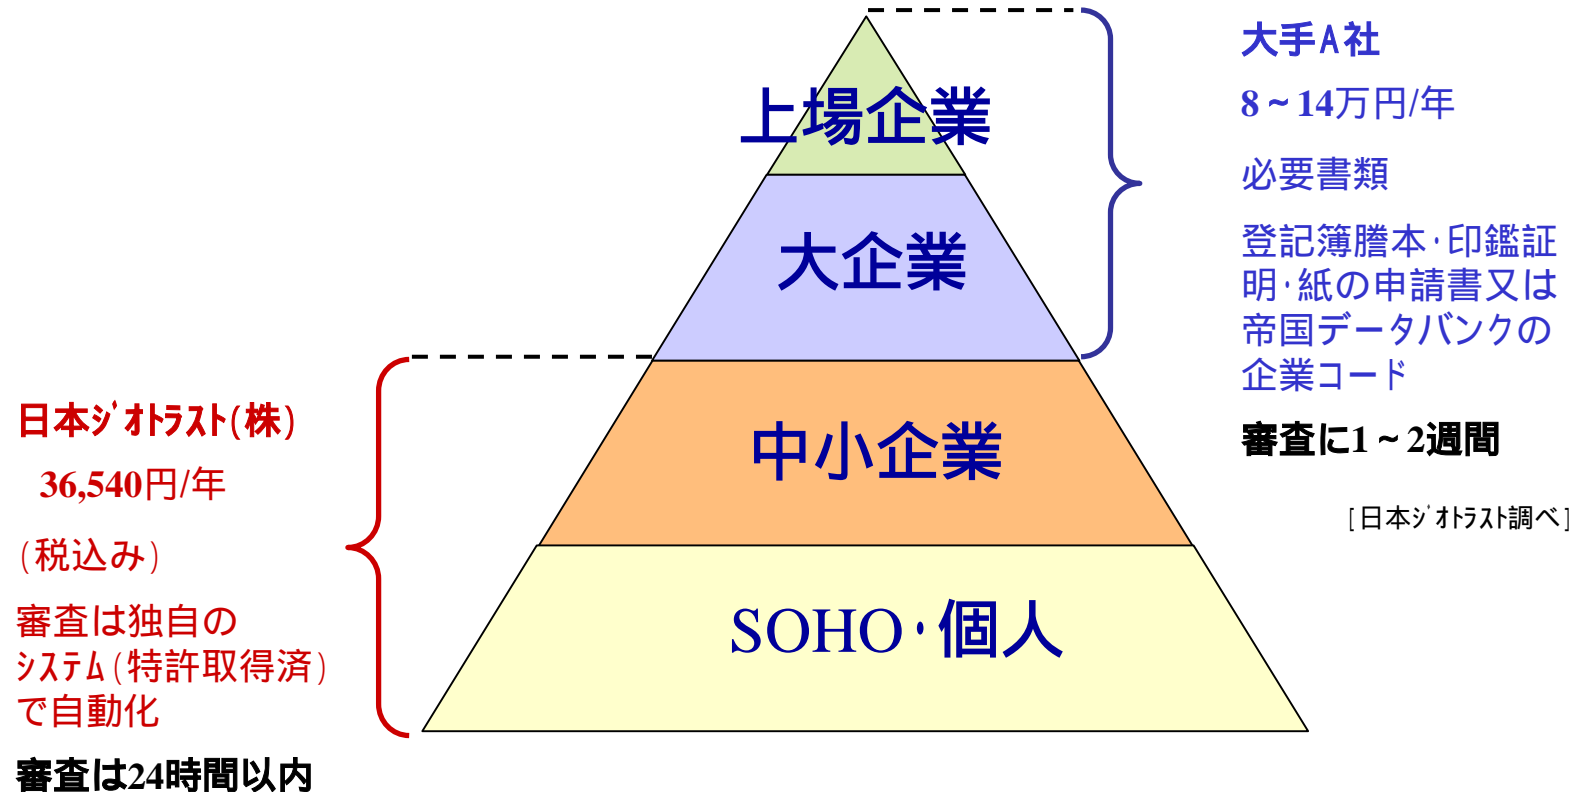 上場企業
大企業
中小企業
SOHO・個人
大手A社
8~14万円/年
必要書類
登記簿謄本・印鑑証
明・紙の申請書又は
帝国データバンクの
企業コード
審査に1~2週間
[日本ｼﾞｵﾄﾗｽﾄ調べ]
日本ｼﾞｵﾄﾗｽﾄ(株)
36,540円/年
(税込み)
審査は独自の
ｼｽﾃﾑ(特許取得済)
で自動化
審査は24時間以内